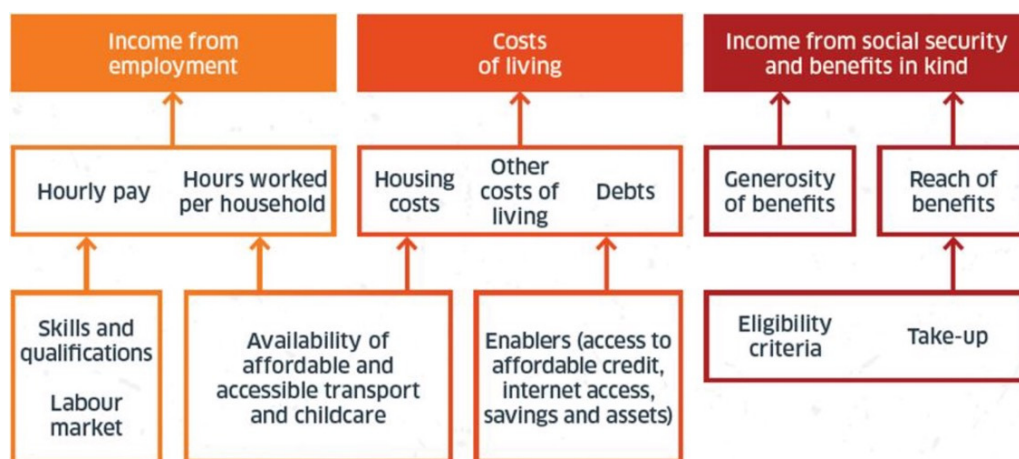 Income from
employment
Costs
of living
Income from social security
and benefits in kind
Hourly pay
Hours worked
per household
Housing
costs
Other
costs of
living
Debts
Generosity
of benefits
Reach of
benefits
Skills and
qualifications
Labour
market
Availability of
affordable and
accessible transport
and childcare
Enablers (access to
affordable credit,
internet access,
savings and assets)
Eligibility
criteria
Take-up